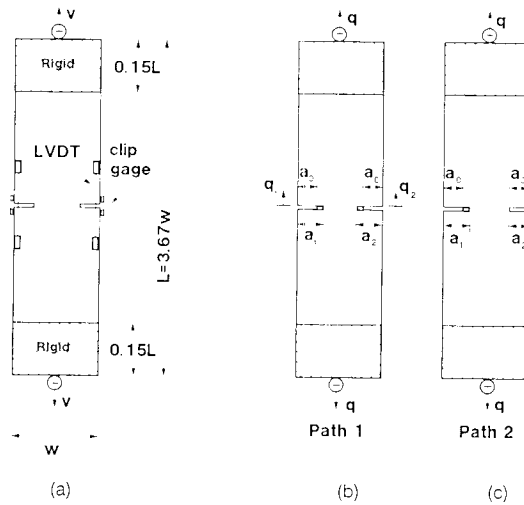 v
q
q
Rigid
0.15L
LVDT
clip
gage
a₀
a₀
a₀
q₁
q₂
a₁
a₂
a₁
a₂
L=3.67w
Rigid
0.15L
v
q
q
w
Path 1
Path 2
(a)
(b)
(c)